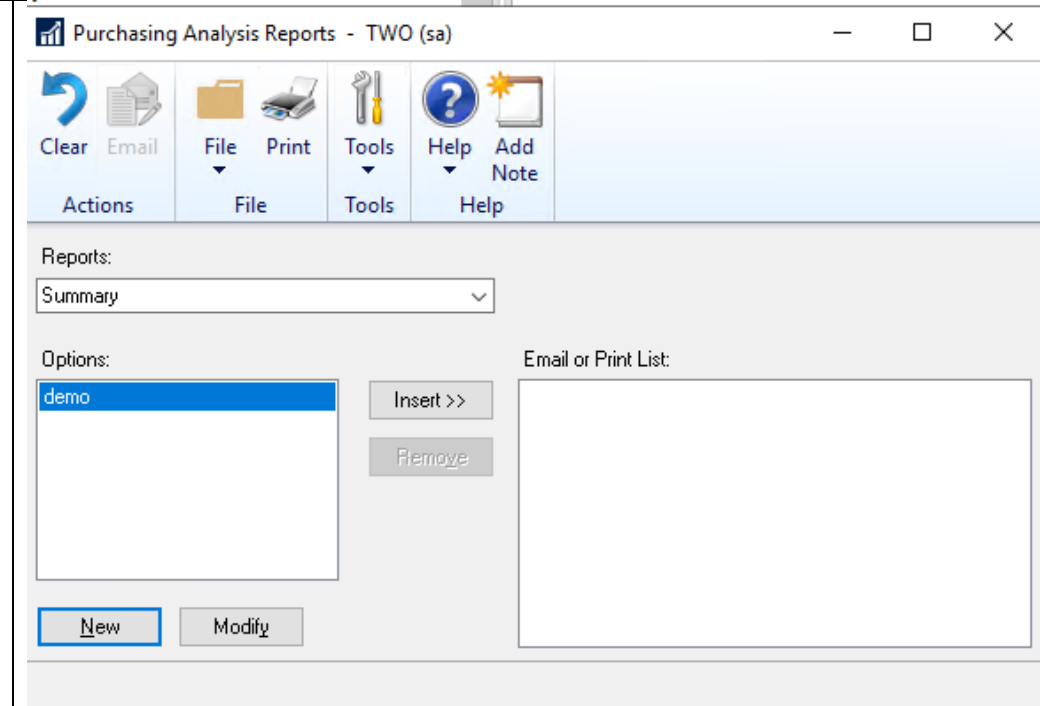 Purchasing Analysis Reports - TWO (sa)
Clear Email File Print Tools Help Add Note
Actions File Tools Help
Reports:
Summary
Options: Email or Print List:
demo
Insert >>
Remove
New Modify